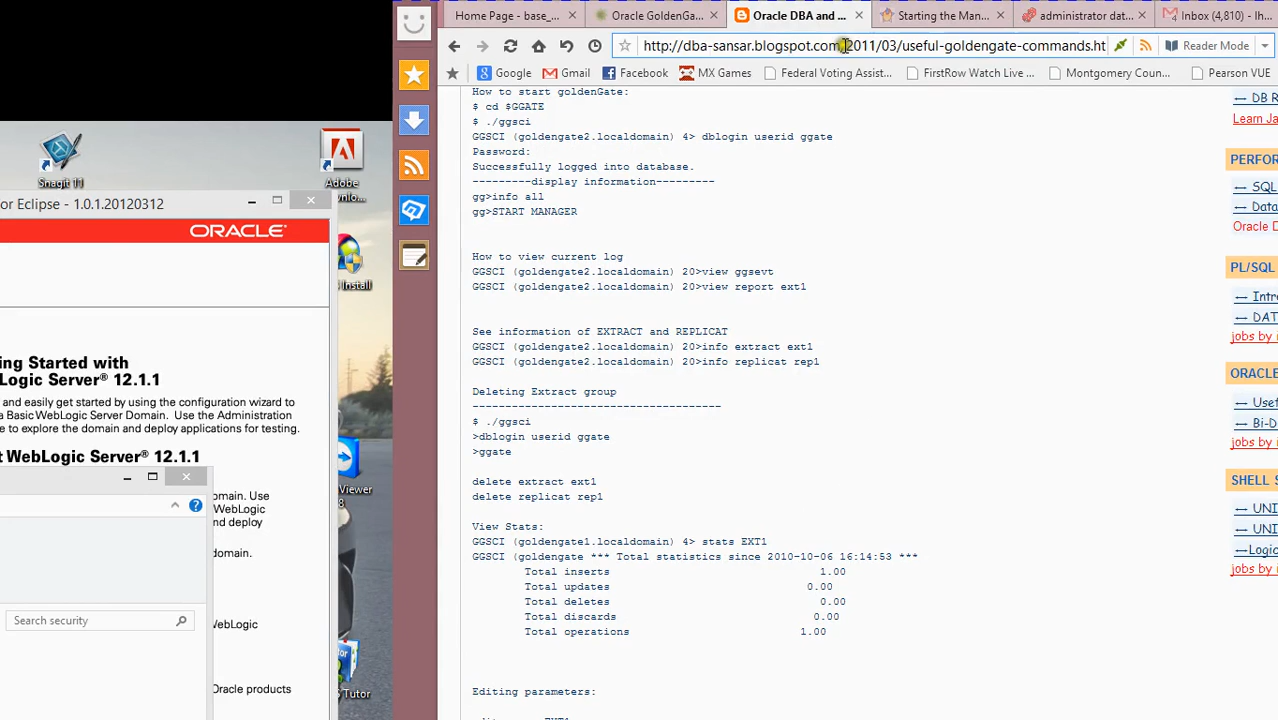 Home Page - base_...
Oracle GoldenGa...
Oracle DBA and ...
Starting the Man...
administrator dat...
Inbox (4,810) - lh...
http://dba-sansar.blogspot.com/2011/03/useful-goldengate-commands.ht
Reader Mode
Google
Gmail
Facebook
MX Games
Federal Voting Assist...
FirstRow Watch Live ...
Montgomery Coun...
Pearson VUE
How to start goldenGate:
$ cd $GGATE
$ ./ggsci
GGSCI (goldengate2.localdomain) 4> dblogin userid ggate
Password:
Successfully logged into database.
---------display information---------
gg>info all
gg>START MANAGER
How to view current log
GGSCI (goldengate2.localdomain) 20>view ggsevt
GGSCI (goldengate2.localdomain) 20>view report ext1
See information of EXTRACT and REPLICAT
GGSCI (goldengate2.localdomain) 20>info extract ext1
GGSCI (goldengate2.localdomain) 20>info replicat rep1
Deleting Extract group
--------------------------------------
$ ./ggsci
>dblogin userid ggate
>ggate
delete extract ext1
delete replicat rep1
View Stats:
GGSCI (goldengate1.localdomain) 4> stats EXT1
GGSCI (goldengate *** Total statistics since 2010-10-06 16:14:53 ***
Total inserts 1.00
Total updates 0.00
Total deletes 0.00
Total discards 0.00
Total operations 1.00
Editing parameters:
-- DB R
Learn Ja
PERFOR
-- SQL
-- Data
Oracle D
PL/SQL
-- Intr
-- DAT
jobs by i
ORACLE
-- Usef
-- Bi-D
jobs by i
SHELL S
-- UNI
-- UNI
--Logic
jobs by i
Snagit 11
Adobe
wnlo...
or Eclipse - 1.0.1.20120312
ORACLE
Install
ing Started with
Logic Server® 12.1.1
and easily get started by using the configuration wizard to
a Basic WebLogic Server Domain. Use the Administration
e to explore the domain and deploy applications for testing.
t WebLogic Server® 12.1.1
omain. Use
WebLogic
nd deploy
Viewer
8
domain.
Search security
WebLogic
Oracle products
Tutor